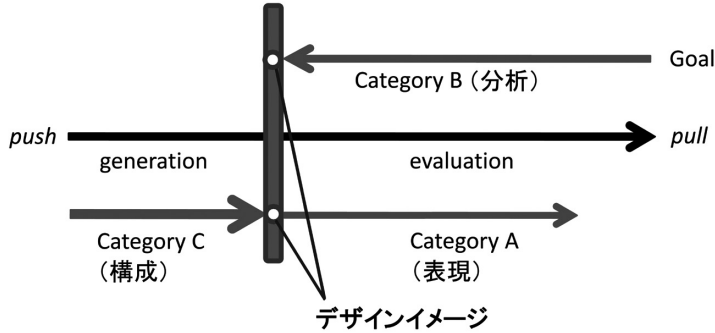 Goal
Category B（分析）
push
pull
generation
evaluation
Category C
（構成）
Category A
（表現）
デザインイメージ